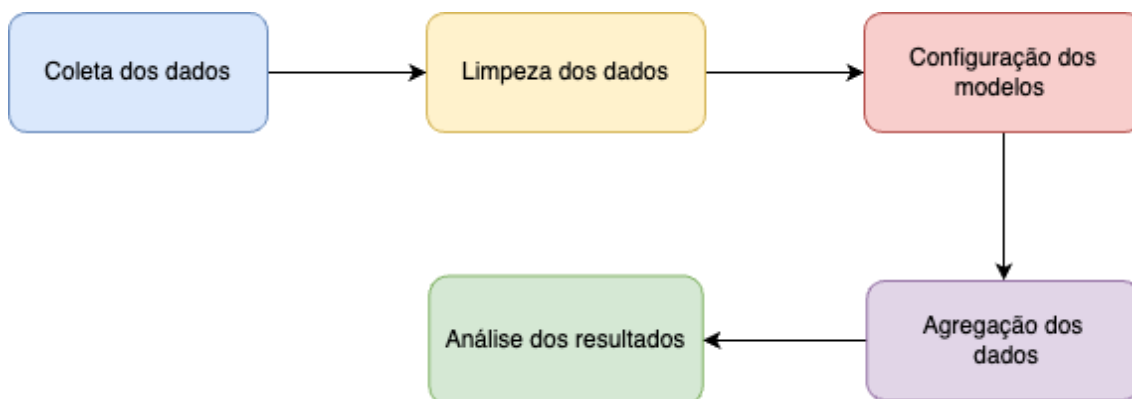 Coleta dos dados
Limpeza dos dados
Configuração dos
modelos
Agregação dos
dados
Análise dos resultados